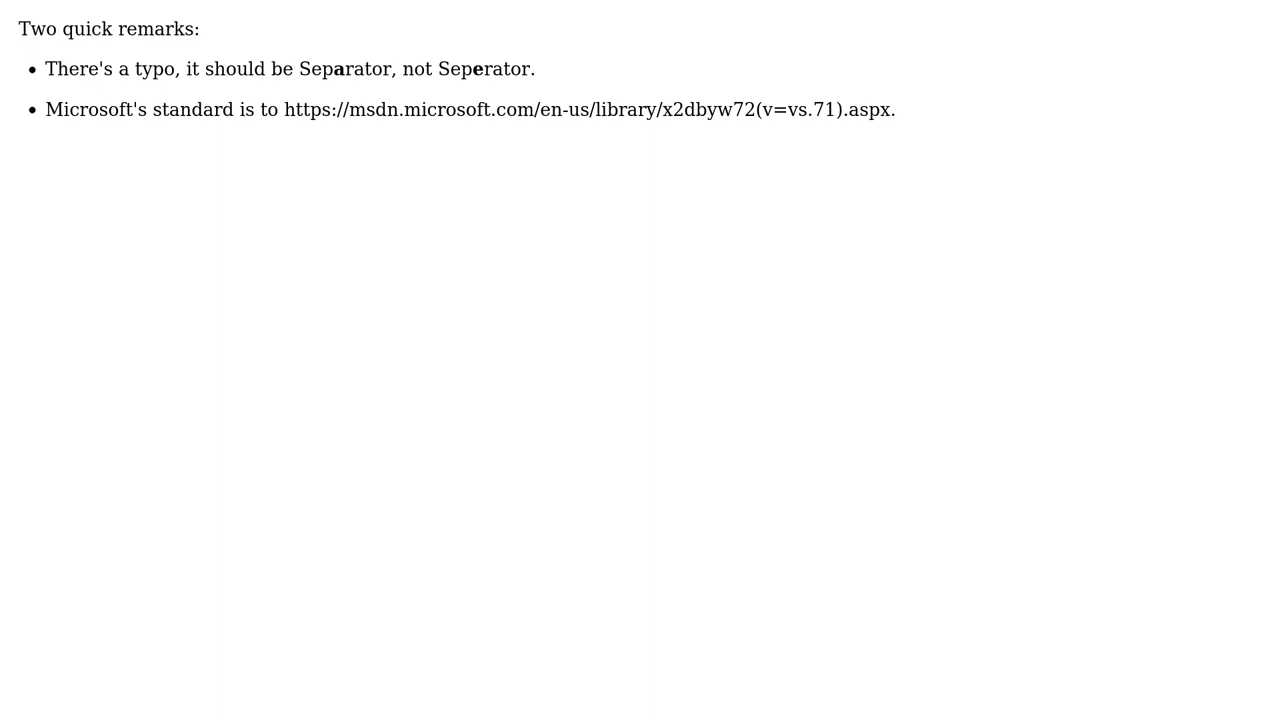 Two quick remarks:
• There's a typo, it should be Separator, not Seperator.
• Microsoft's standard is to https://msdn.microsoft.com/en-us/library/x2dbyw72(v=vs.71).aspx.